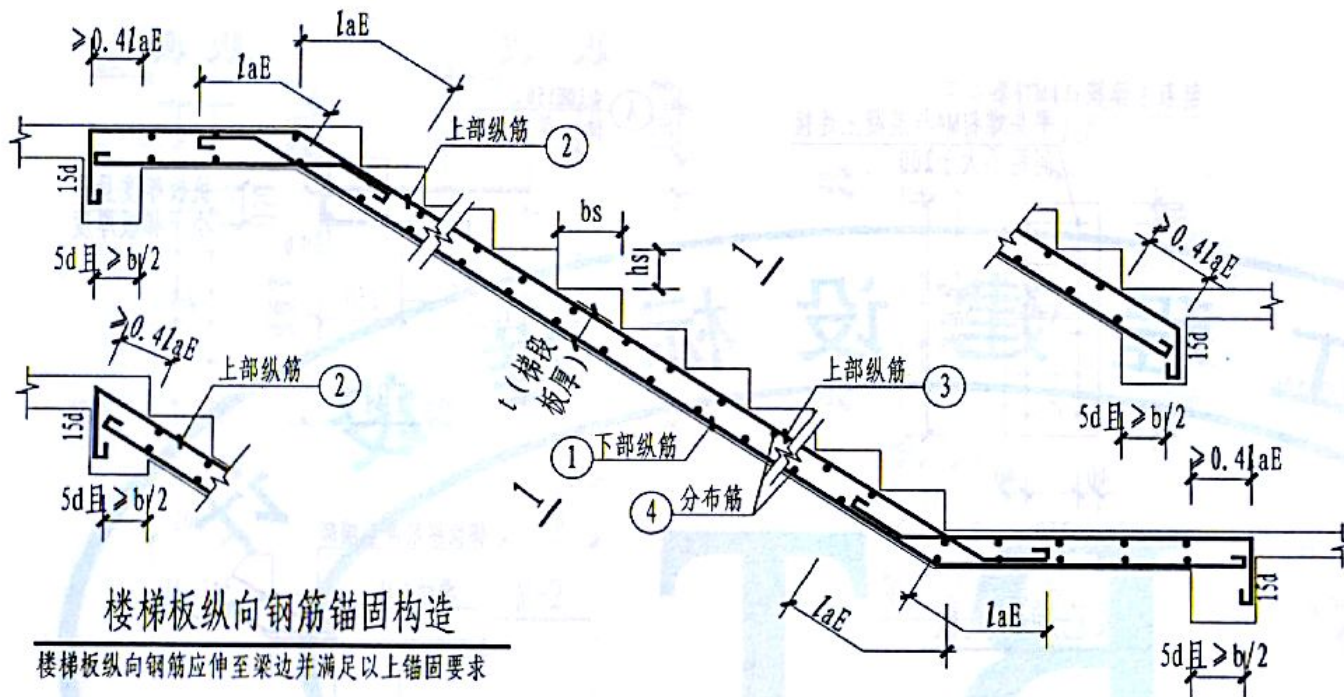 ≥0.4laE
laE
laE
上部纵筋
2
15d
5d且≥b/2
bs
hs
1
≥0.4laE
15d
5d且≥b/2
≥0.4laE
上部纵筋
2
15d
5d且≥b/2
t（梯段
板厚）
上部纵筋
3
1
下部纵筋
1
4
分布筋
≥0.4laE
15d
laE
laE
5d且≥b/2
楼梯板纵向钢筋锚固构造
楼梯板纵向钢筋应伸至梁边并满足以上锚固要求